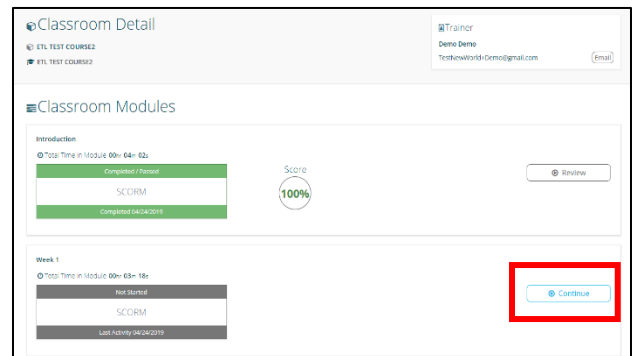 Classroom Detail
ETL TEST COURSE2
ETL TEST COURSE2
Trainer
Demo Demo
TestNewWorld+Demo@gmail.com
Email
Classroom Modules
Introduction
Total Time in Module 00hr 04m 02s
Completed / Passed
SCORM
Completed 04/24/2019
Score
100%
Review
Week 1
Total Time in Module 00hr 03m 18s
Not Started
SCORM
Last Activity 04/24/2019
Continue